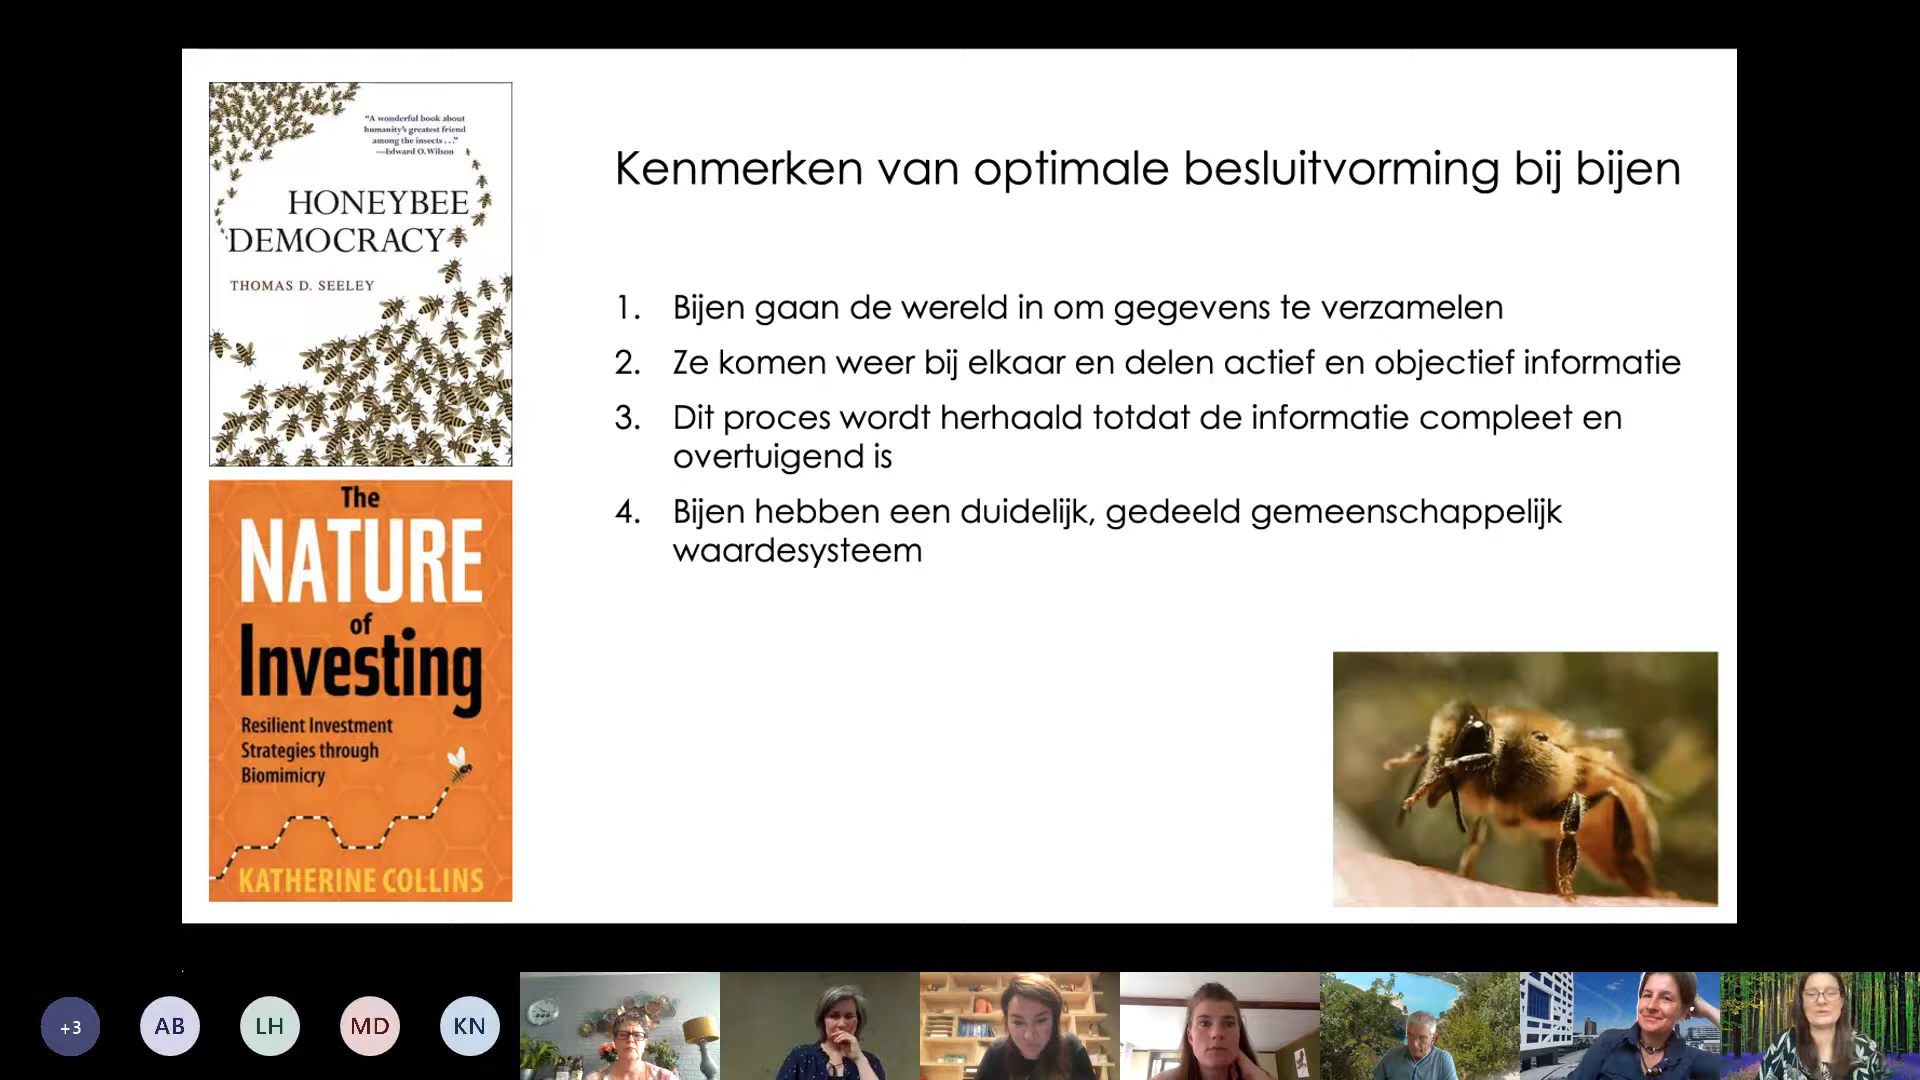 "A wonderful book about
humanity's greatest friend
among the insects . . ."
—Edward O. Wilson
HONEYBEE
DEMOCRACY
THOMAS D. SEELEY
The
NATURE
of
Investing
Resilient Investment
Strategies through
Biomimicry
KATHERINE COLLINS
Kenmerken van optimale besluitvorming bij bijen
1. Bijen gaan de wereld in om gegevens te verzamelen
2. Ze komen weer bij elkaar en delen actief en objectief informatie
3. Dit proces wordt herhaald totdat de informatie compleet en
overtuigend is
4. Bijen hebben een duidelijk, gedeeld gemeenschappelijk
waardesysteem
+3
AB
LH
MD
KN